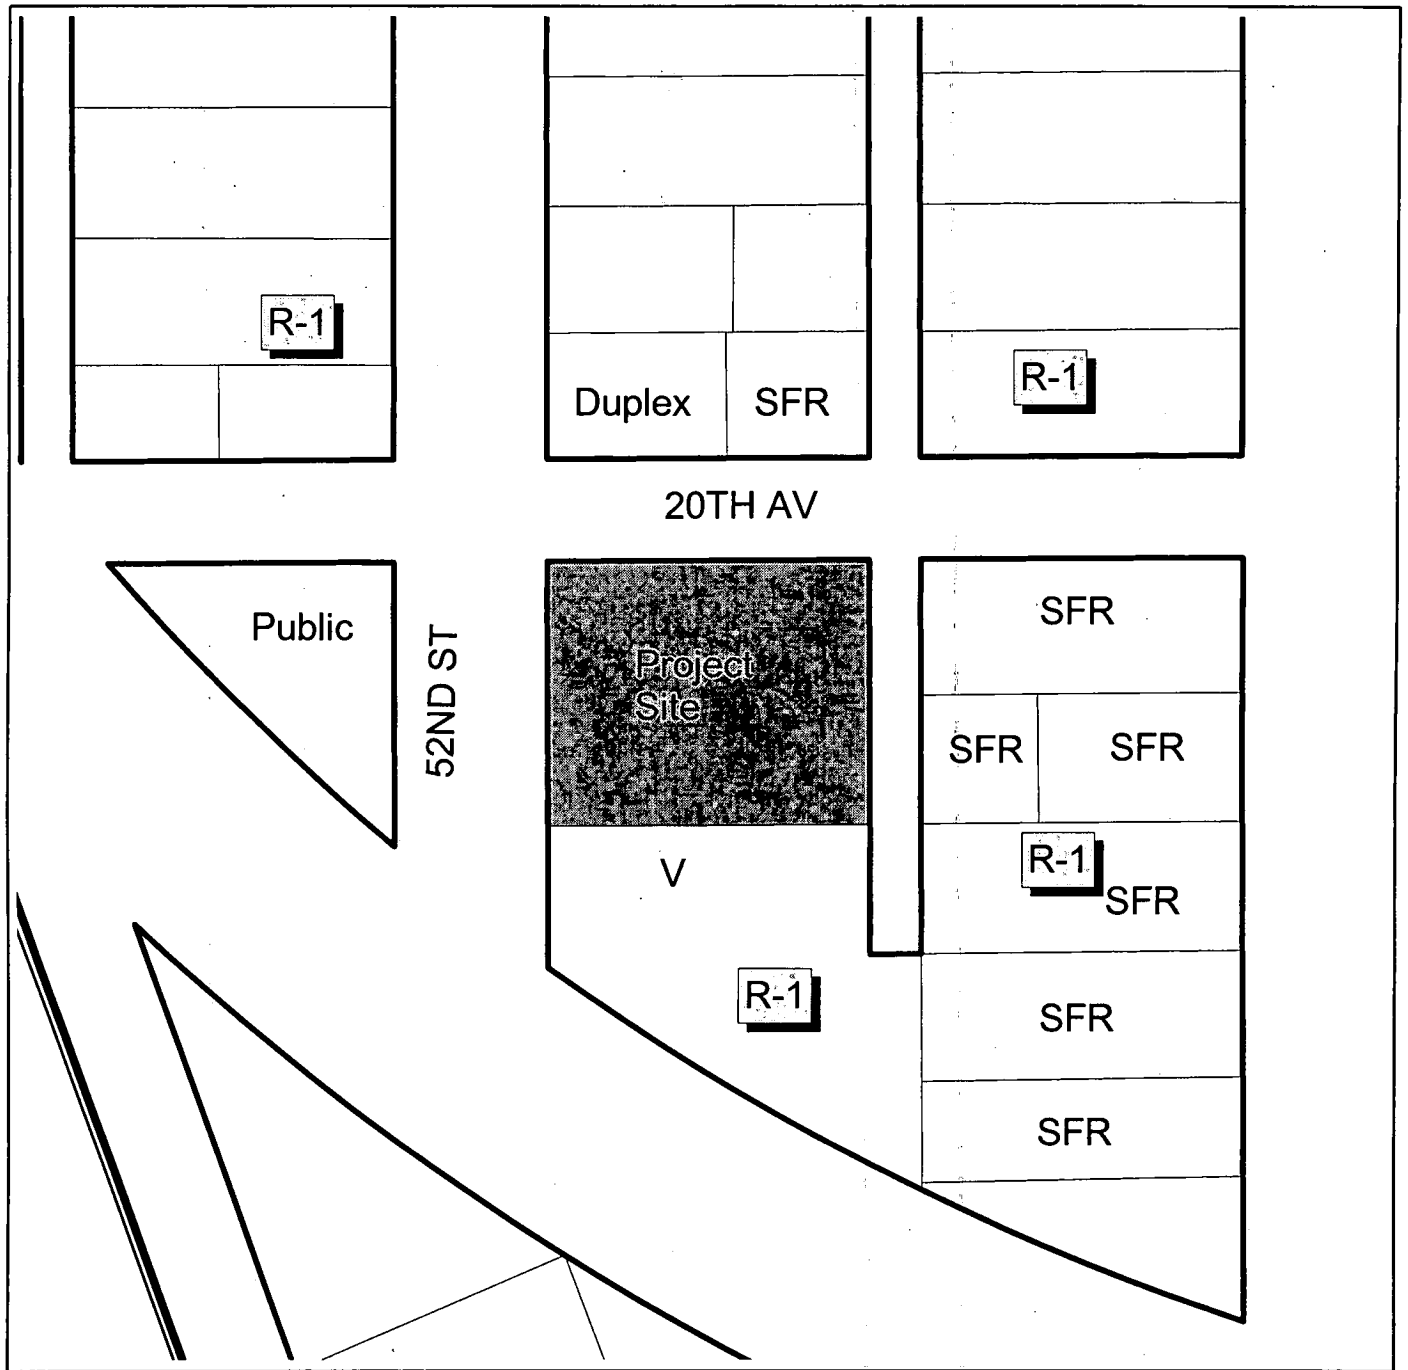 R-1
R-1
Duplex
SFR
20TH AV
Public
52ND ST
Project
Site
SFR
SFR
SFR
V
R-1
SFR
R-1
SFR
SFR